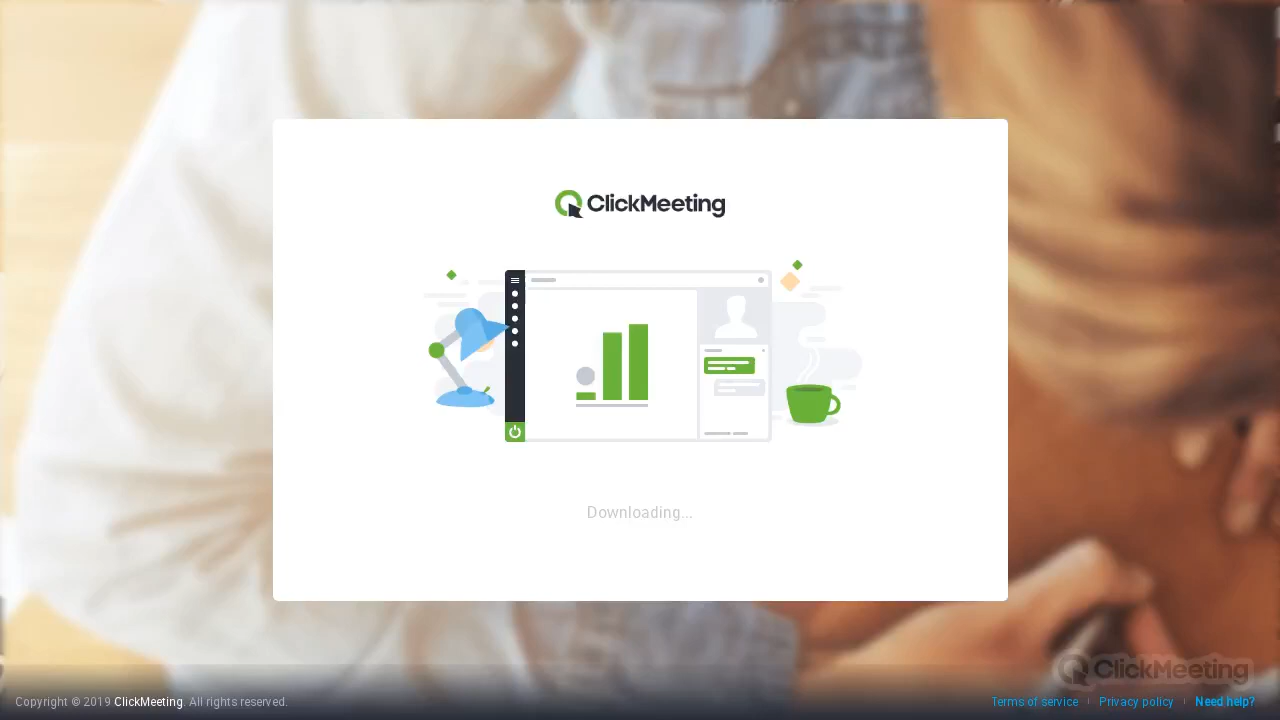 ClickMeeting
Downloading...
ClickMeeting
Copyright © 2019 ClickMeeting. All rights reserved.
Terms of service | Privacy policy | Need help?